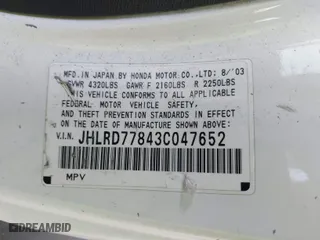 MFD. IN JAPAN BY HONDA MOTOR CO., LTD: 8/'03
GVWR 4320LBS GAWR F 2160LBS R 2250LBS
THIS VEHICLE CONFORMS TO ALL APPLICABLE
FEDERAL MOTOR VEHICLE SAFETY,
AND THEFT PREVENTION STANDARDS
IN EFFECT ON THE DATE OF
MANUFACTURE SHOWN ABOVE.
V.I.N. JHLRD77843C047652
MPV
DREAMBID